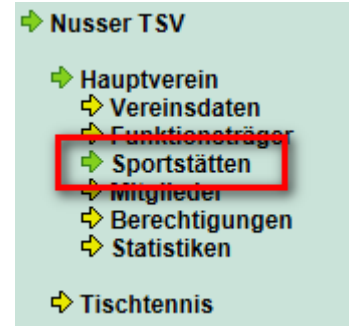 Nusser TSV
Hauptverein
Vereinsdaten
Funktionsträger
Sportstätten
Mitglieder
Berechtigungen
Statistiken
Tischtennis